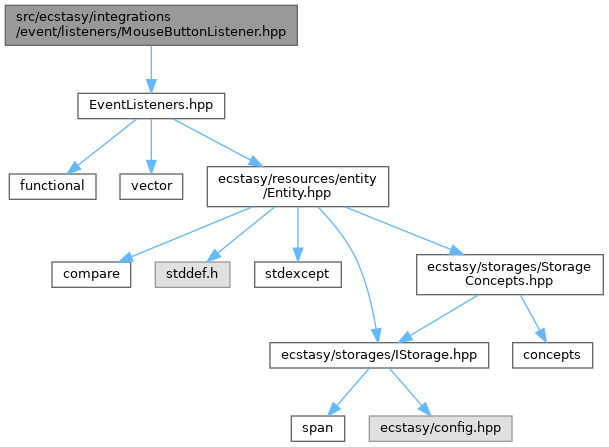 src/ecstasy/integrations
/event/listeners/MouseButtonListener.hpp
EventListeners.hpp
functional
vector
ecstasy/resources/entity
/Entity.hpp
compare
stddef.h
stdexcept
ecstasy/storages/Storage
Concepts.hpp
ecstasy/storages/IStorage.hpp
concepts
span
ecstasy/config.hpp